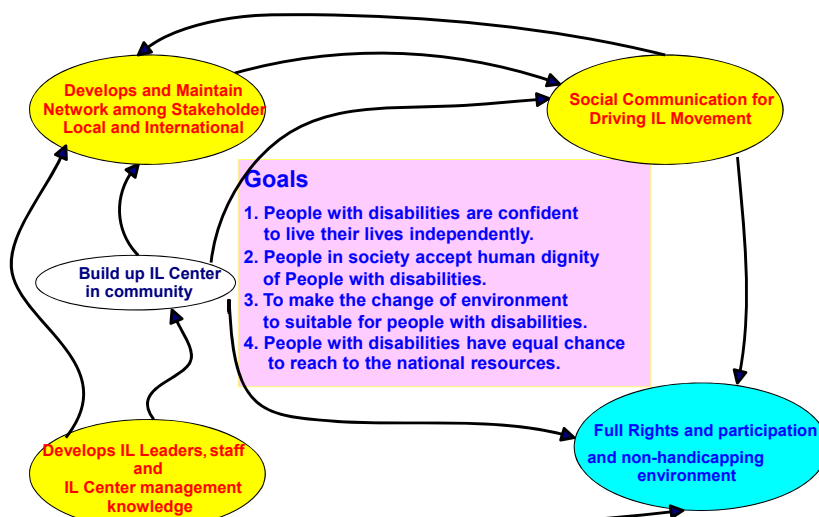 Develops and Maintain
Network among Stakeholder
Local and International
Social Communication for
Driving IL Movement
Goals
1. People with disabilities are confident
to live their lives independently.
2. People in society accept human dignity
of People with disabilities.
3. To make the change of environment
to suitable for people with disabilities.
4. People with disabilities have equal chance
to reach to the national resources.
Build up IL Center
in community
Full Rights and participation
and non-handicapping
environment
Develops IL Leaders, staff
and
IL Center management
knowledge